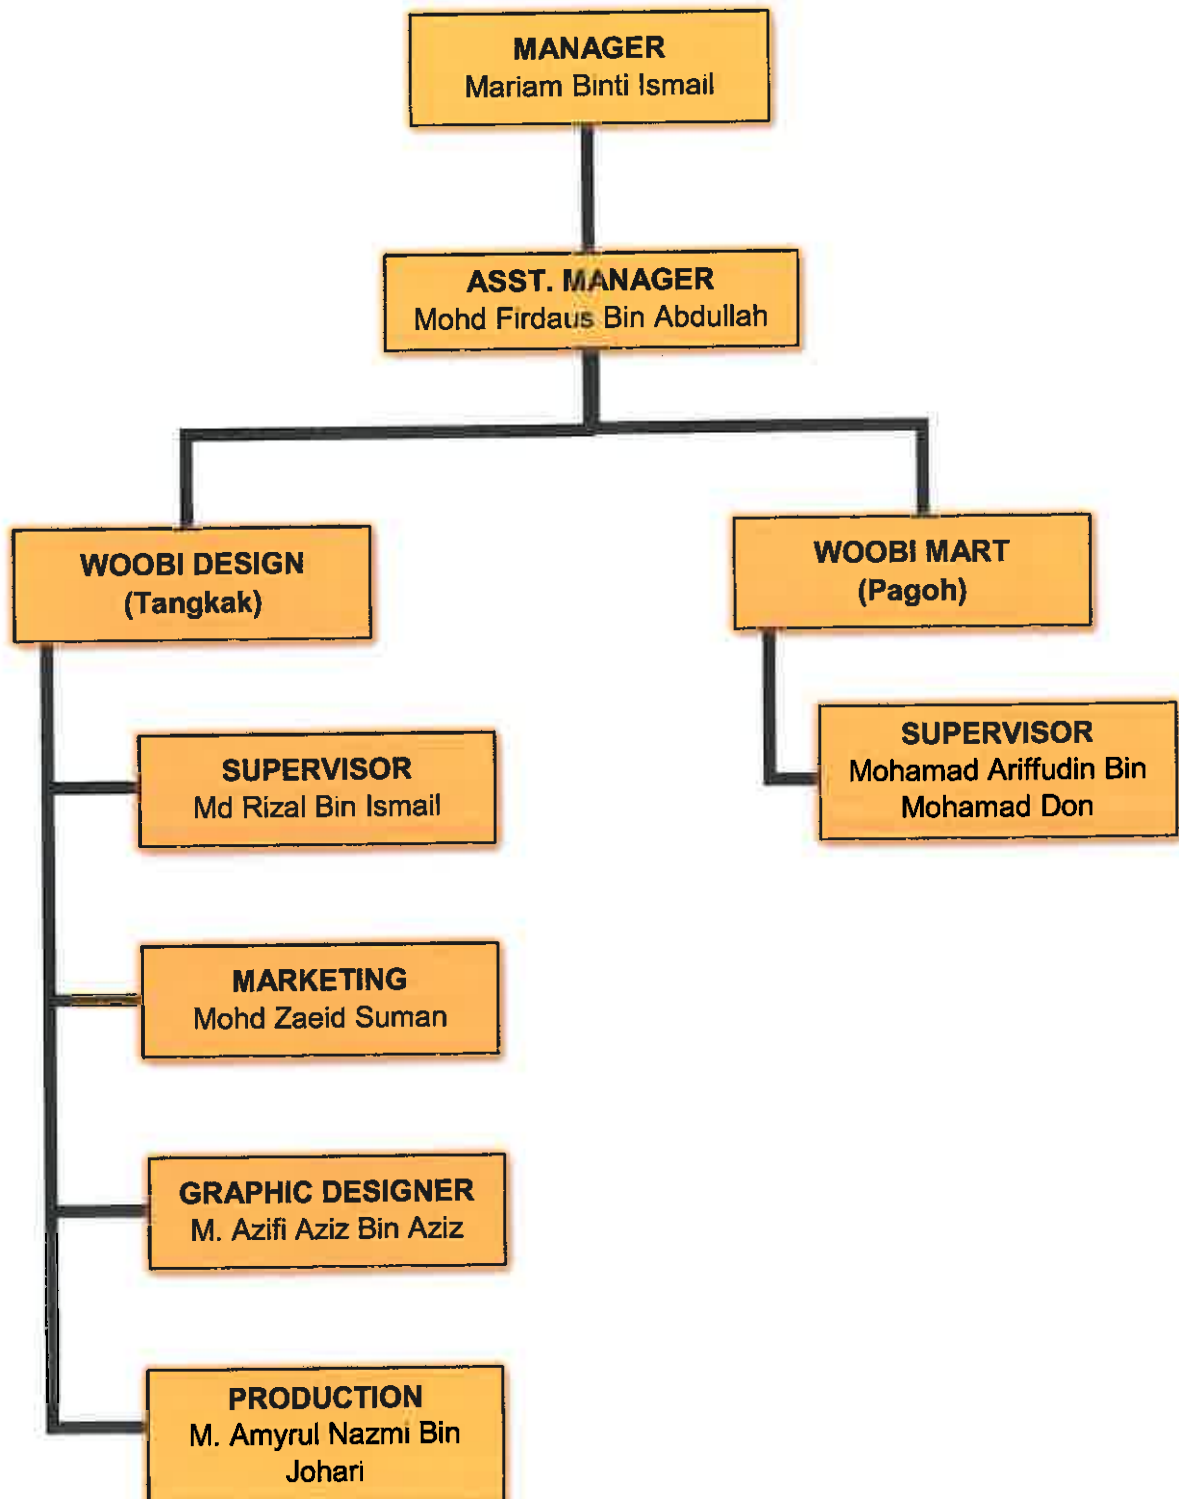 MANAGER
Mariam Binti Ismail
ASST. MANAGER
Mohd Firdaus Bin Abdullah
WOOBI DESIGN
(Tangkak)
WOOBI MART
(Pagoh)
SUPERVISOR
Md Rizal Bin Ismail
SUPERVISOR
Mohamad Ariffudin Bin
Mohamad Don
MARKETING
Mohd Zaeid Suman
GRAPHIC DESIGNER
M. Azifi Aziz Bin Aziz
PRODUCTION
M. Amyrul Nazmi Bin
Johari